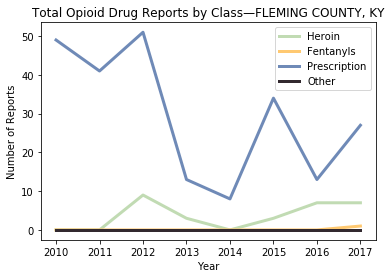 Total Opioid Drug Reports by Class—FLEMING COUNTY, KY
Heroin
Fentanyls
Prescription
Other
Number of Reports
50
40
30
20
10
0
2010 2011 2012 2013 2014 2015 2016 2017
Year